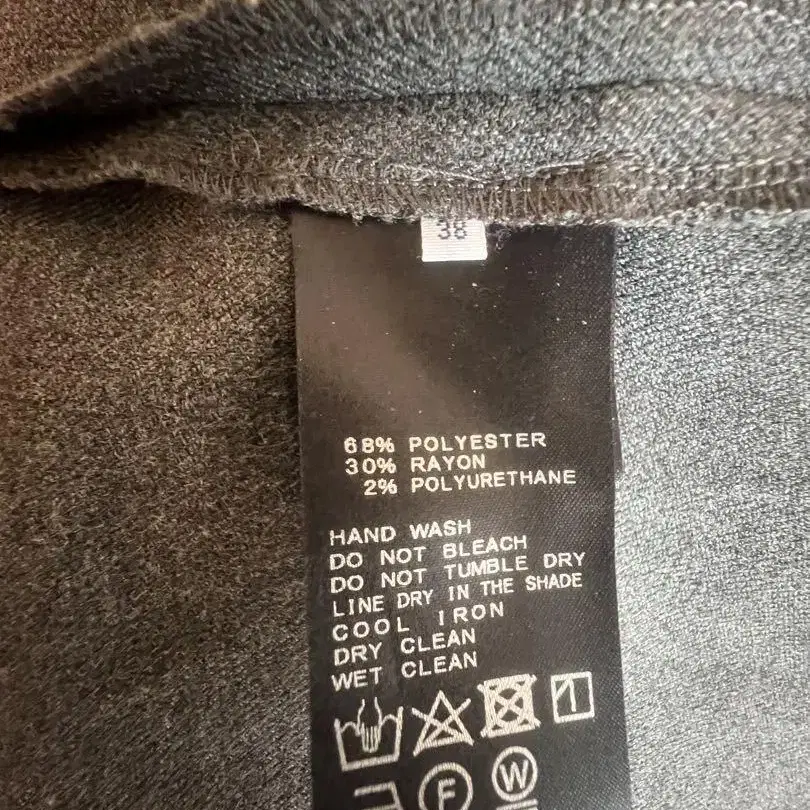 38
68% POLYESTER
30% RAYON
2% POLYURETHANE
HAND WASH
DO NOT BLEACH
DO NOT TUMBLE DRY
LINE DRY IN THE SHADE
COOL IRON
DRY CLEAN
WET CLEAN
F W